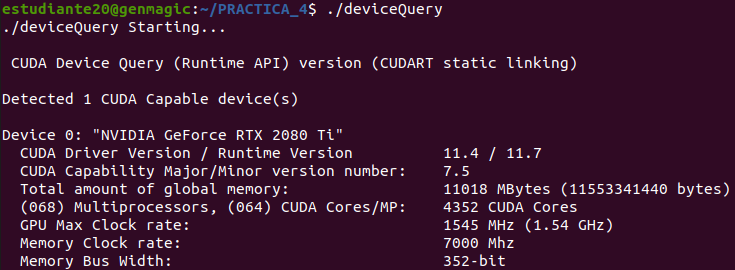 estudiante20@genmagic:~/PRACTICA_4$ ./deviceQuery
./deviceQuery Starting...
CUDA Device Query (Runtime API) version (CUDART static linking)
Detected 1 CUDA Capable device(s)
Device 0: "NVIDIA GeForce RTX 2080 Ti"
CUDA Driver Version / Runtime Version 11.4 / 11.7
CUDA Capability Major/Minor version number: 7.5
Total amount of global memory: 11018 MBytes (11553341440 bytes)
(068) Multiprocessors, (064) CUDA Cores/MP: 4352 CUDA Cores
GPU Max Clock rate: 1545 MHz (1.54 GHz)
Memory Clock rate: 7000 Mhz
Memory Bus Width: 352-bit